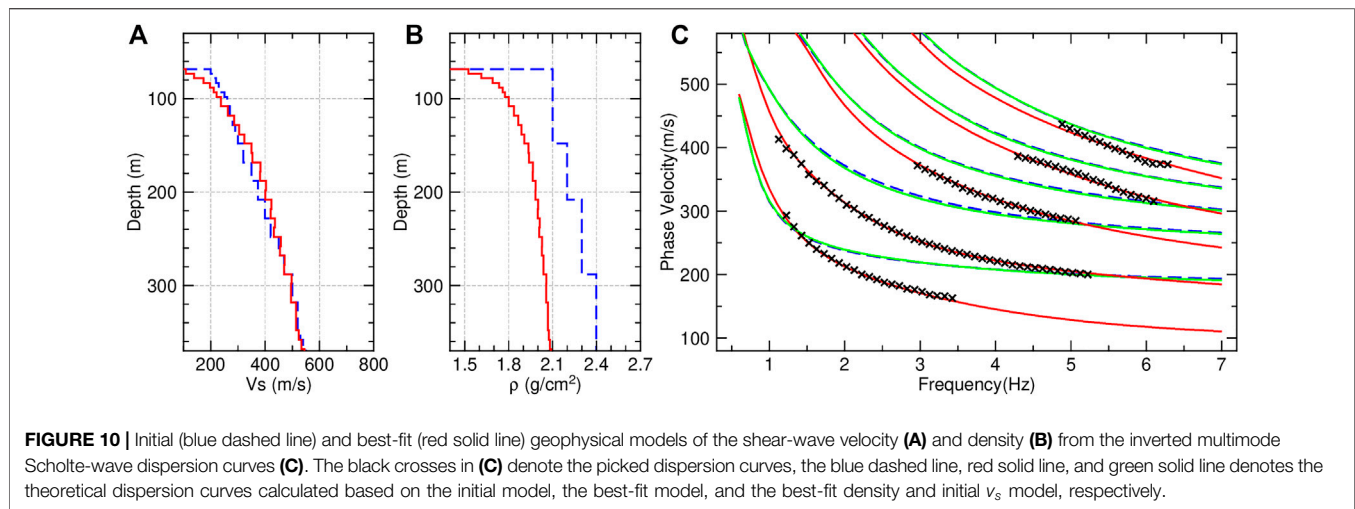 A
B
C
Depth (m)
100
200
300
200 400 600 800
Vs (m/s)
Depth (m)
100
200
300
1.5 1.8 2.1 2.4 2.7
ρ (g/cm²)
Phase Velocity(m/s)
500
400
300
200
100
1 2 3 4 5 6 7
Frequency(Hz)
FIGURE 10 | Initial (blue dashed line) and best-fit (red solid line) geophysical models of the shear-wave velocity (A) and density (B) from the inverted multimode
Scholte-wave dispersion curves (C). The black crosses in (C) denote the picked dispersion curves, the blue dashed line, red solid line, and green solid line denotes the
theoretical dispersion curves calculated based on the initial model, the best-fit model, and the best-fit density and initial vs model, respectively.